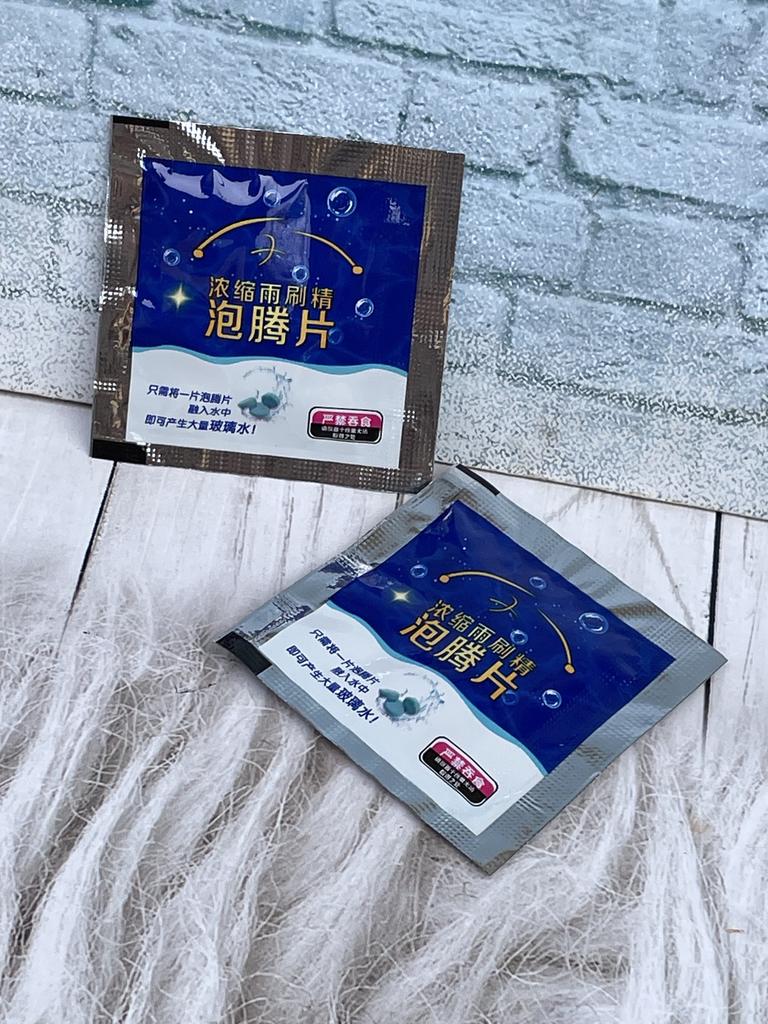 浓缩雨刷精
泡腾片
只需将一片泡腾片
融入水中
即可产生大量玻璃水!
严禁吞食
浓缩雨刷精
泡腾片
只需将一片泡腾片
融入水中
即可产生大量玻璃水!
严禁吞食